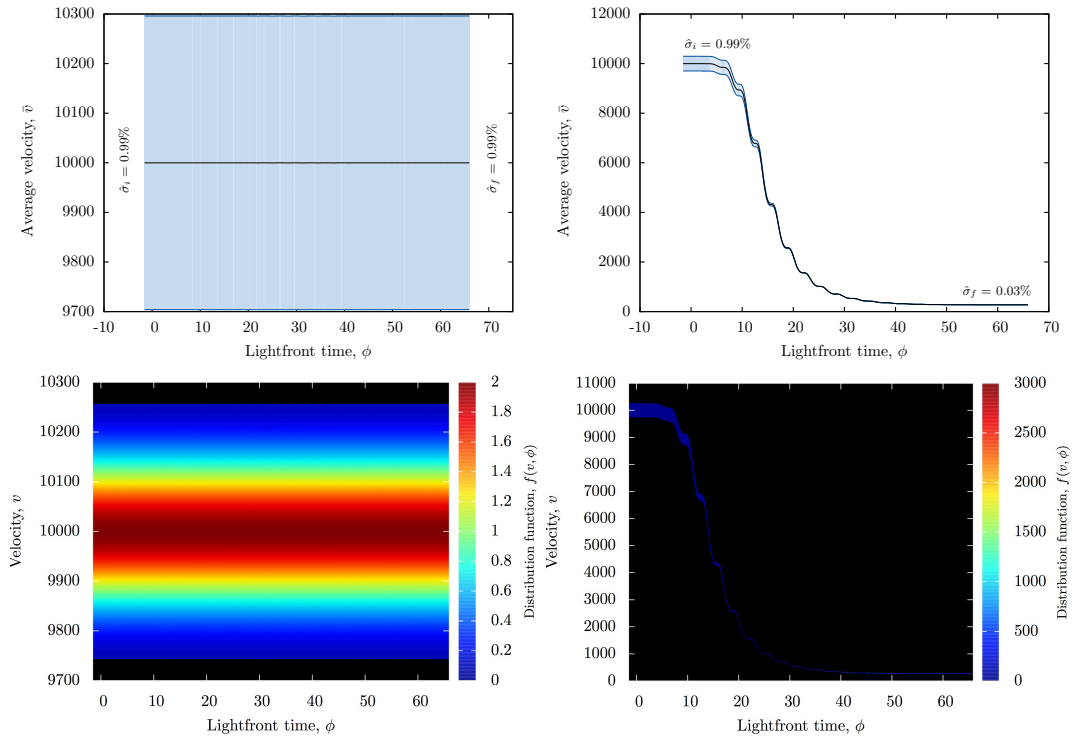 10300
10200
10100
10000
9900
9800
9700
Average velocity, v̄
σ̂i = 0.99%
σ̂f = 0.99%
-10 0 10 20 30 40 50 60 70
Lightfront time, ϕ
12000
10000
8000
6000
4000
2000
0
Average velocity, v̄
σ̂i = 0.99%
σ̂f = 0.03%
-10 0 10 20 30 40 50 60 70
Lightfront time, ϕ
10300
10200
10100
10000
9900
9800
9700
Velocity, v
0 10 20 30 40 50 60
Lightfront time, ϕ
2
1.8
1.6
1.4
1.2
1
0.8
0.6
0.4
0.2
0
Distribution function, f(v, ϕ)
11000
10000
9000
8000
7000
6000
5000
4000
3000
2000
1000
0
Velocity, v
0 10 20 30 40 50 60
Lightfront time, ϕ
3000
2500
2000
1500
1000
500
0
Distribution function, f(v, ϕ)